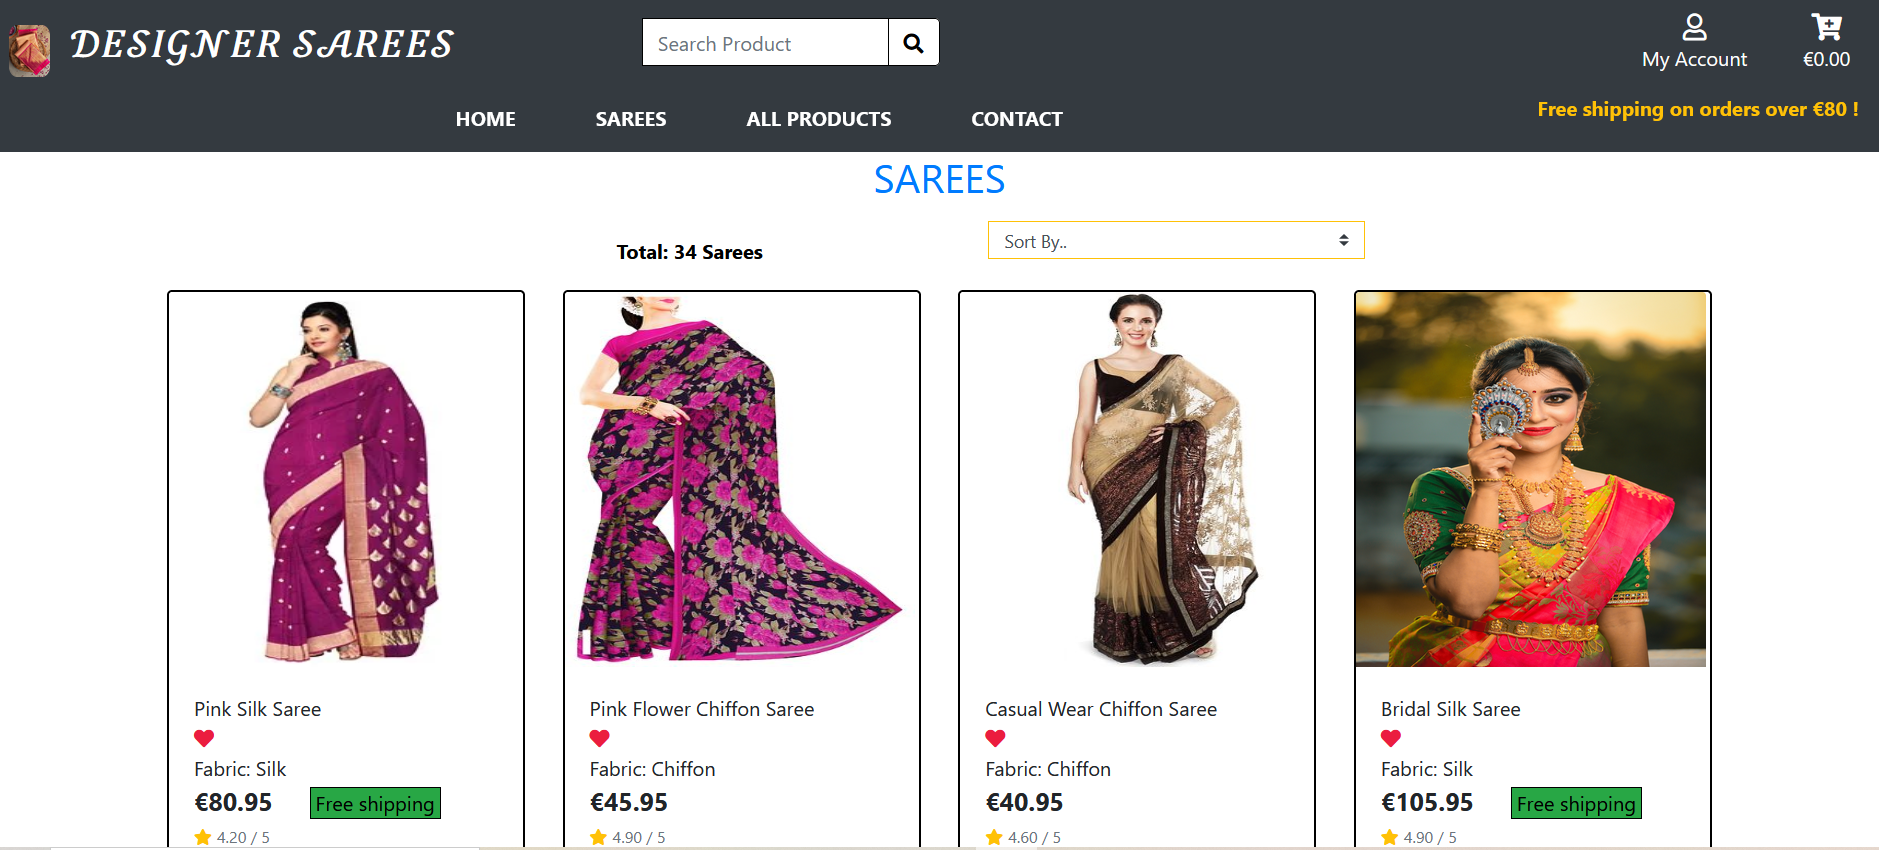 DESIGNER SAREES
Search Product
My Account
€0.00
HOME
SAREES
ALL PRODUCTS
CONTACT
Free shipping on orders over €80 !
SAREES
Total: 34 Sarees
Sort By..
Pink Silk Saree
Fabric: Silk
€80.95
Free shipping
4.20 / 5
Pink Flower Chiffon Saree
Fabric: Chiffon
€45.95
4.90 / 5
Casual Wear Chiffon Saree
Fabric: Chiffon
€40.95
4.60 / 5
Bridal Silk Saree
Fabric: Silk
€105.95
Free shipping
4.90 / 5